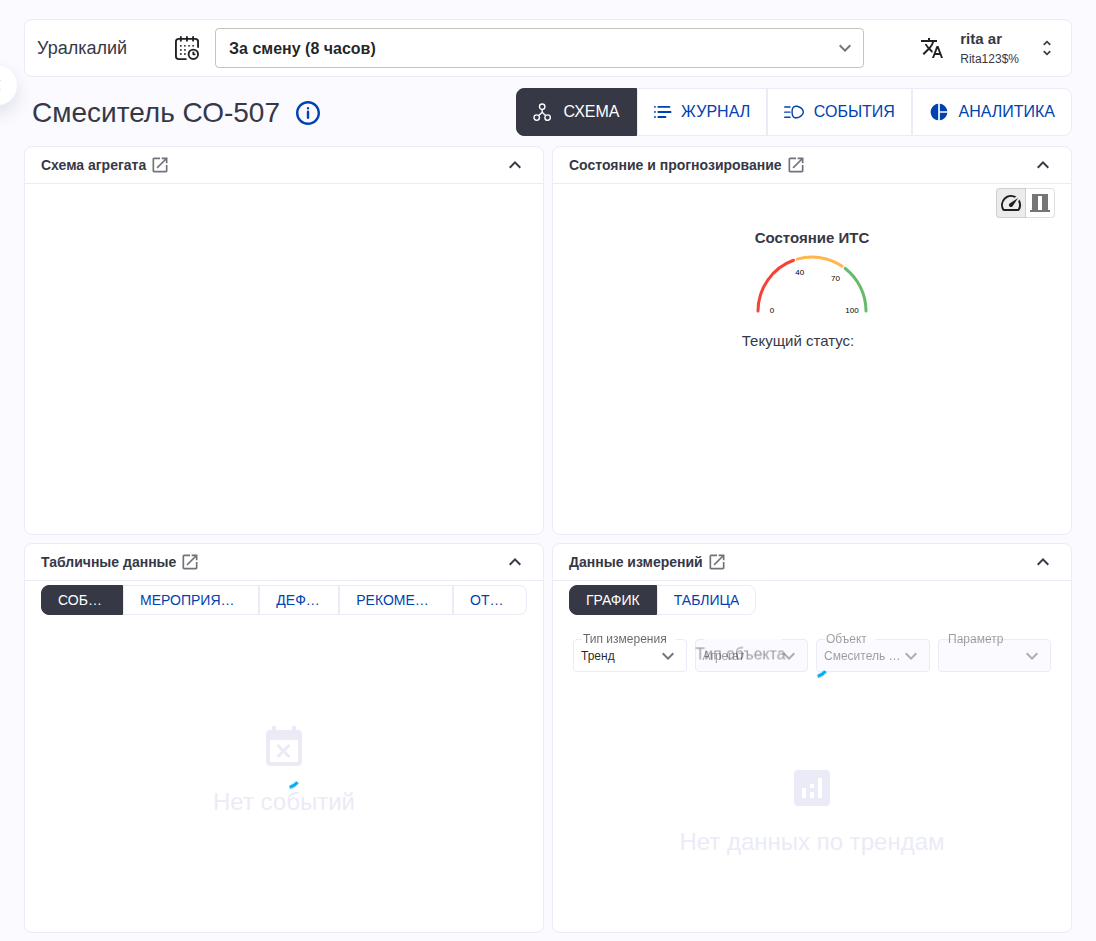 Уралкалий
За смену (8 часов)
rita ar
Rita123$%
Смеситель СО-507
СХЕМА
ЖУРНАЛ
СОБЫТИЯ
АНАЛИТИКА
Схема агрегата
Состояние и прогнозирование
Состояние ИТС
40
70
0
100
Текущий статус:
Табличные данные
Данные измерений
СОБ…
МЕРОПРИЯ…
ДЕФ…
РЕКОМЕ…
ОТ…
ГРАФИК
ТАБЛИЦА
Тип измерения
Тренд
Тип объекта
Агрегат
Объект
Смеситель …
Параметр
Нет событий
Нет данных по трендам